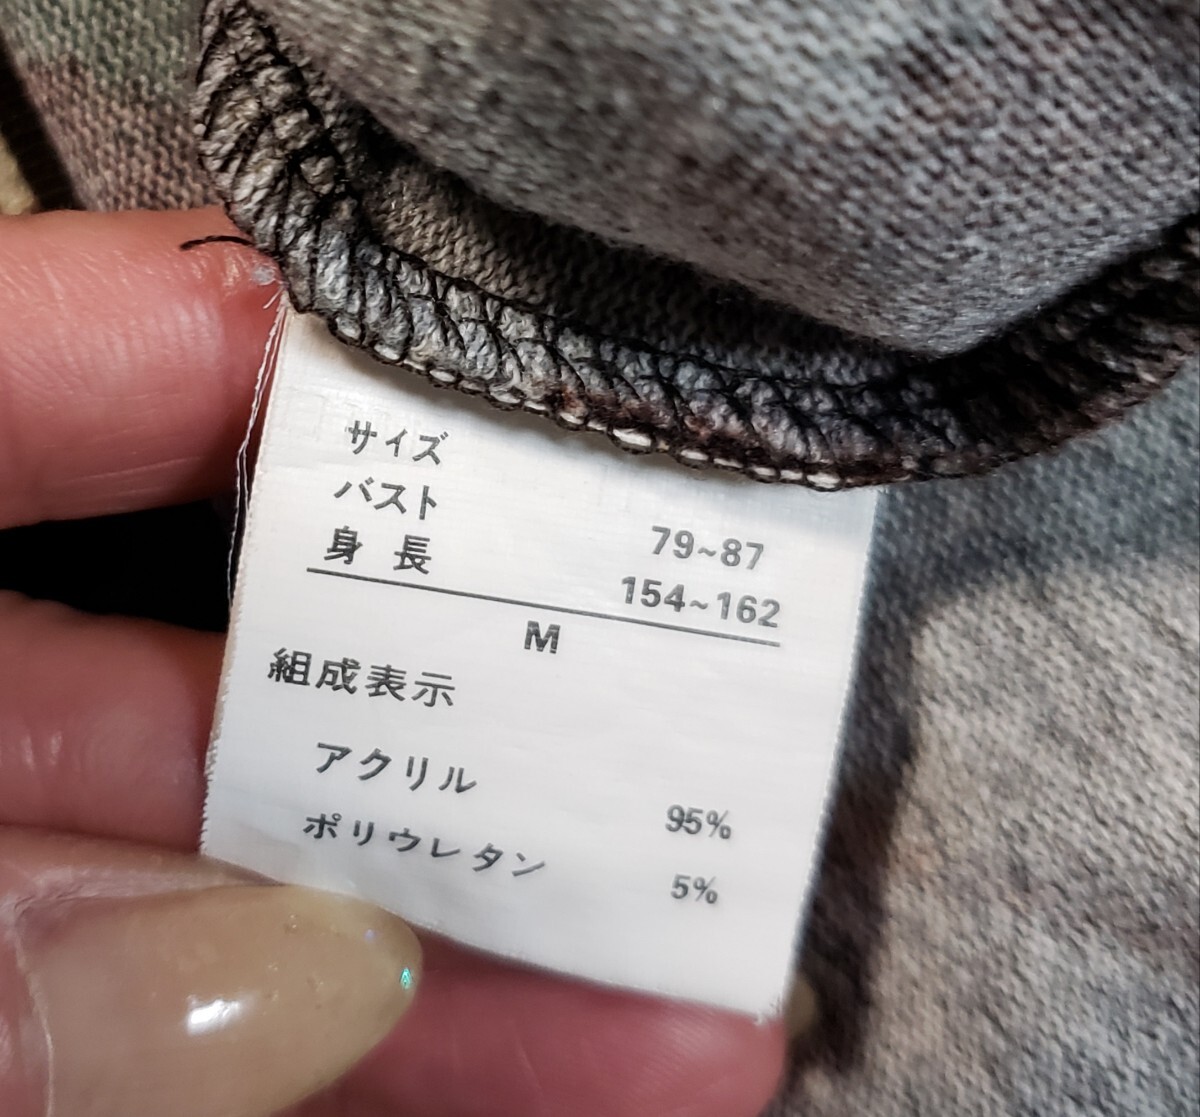 サイズ
バスト 79~87
身長 154~162
M
組成表示
アクリル 95%
ポリウレタン 5%